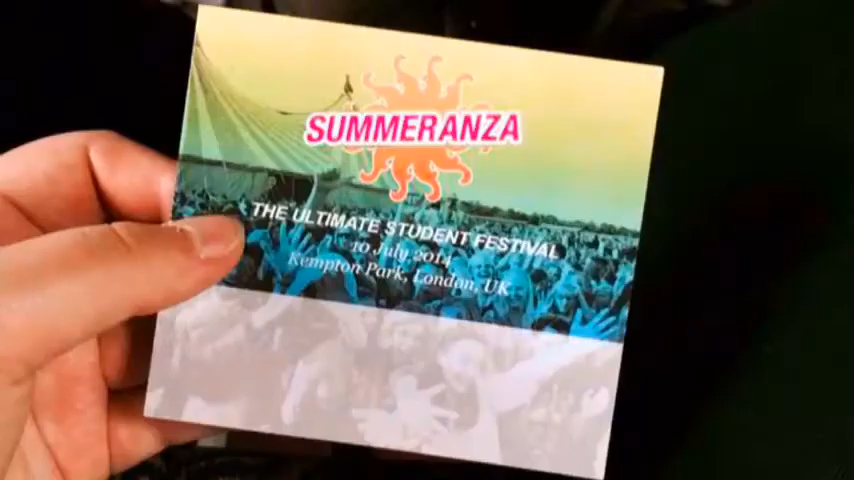 SUMMERANZA
THE ULTIMATE STUDENT FESTIVAL
10 July 2014
Kempton Park, London, UK